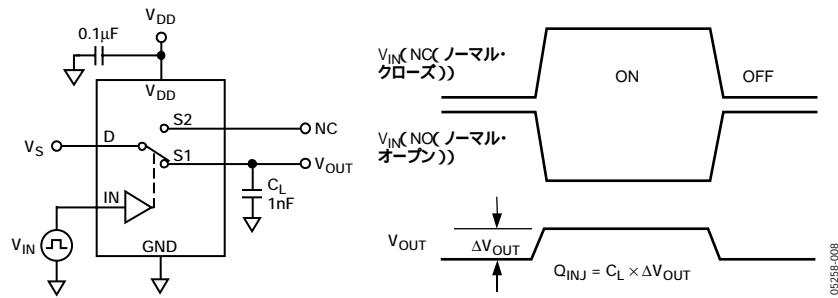 V_DD
0.1μF
V_DD
S2
NC
V_S
D
S1
V_OUT
C_L
1nF
IN
V_IN
GND
V_IN( NC( ノーマル・
クローズ))
ON
OFF
V_IN( NO( ノーマル・
オープン))
V_OUT
ΔV_OUT
Q_INJ = C_L × ΔV_OUT
05258-008